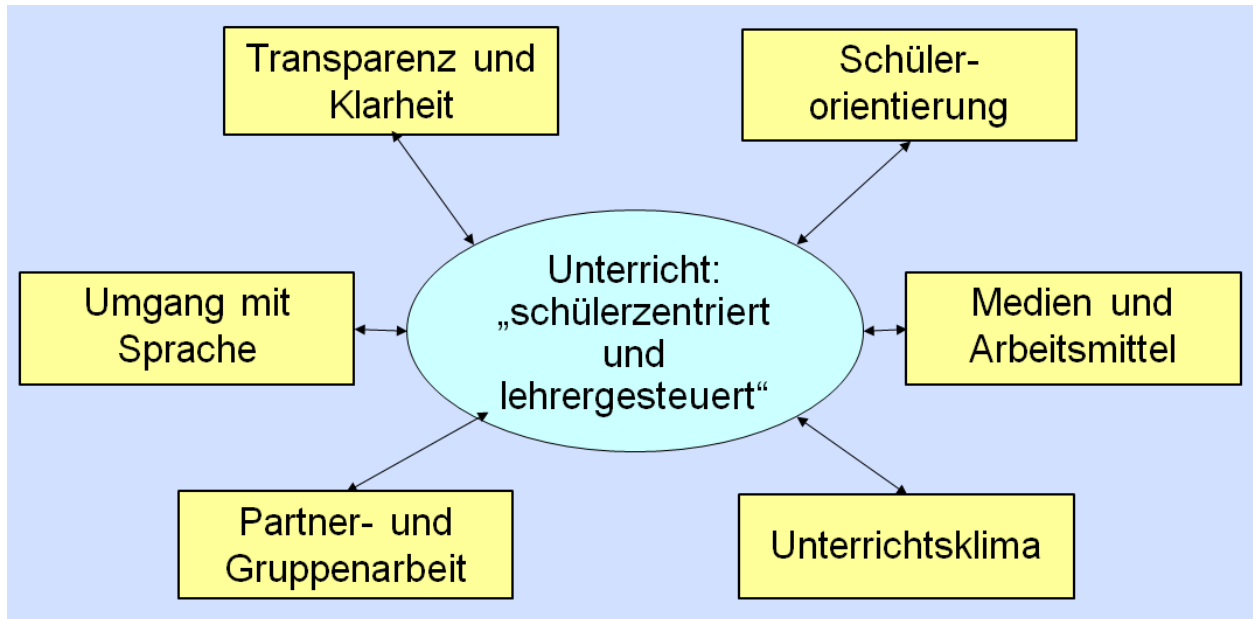 Transparenz und
Klarheit
Schüler-
orientierung
Umgang mit
Sprache
Unterricht:
„schülerzentriert
und
lehrergesteuert“
Medien und
Arbeitsmittel
Partner- und
Gruppenarbeit
Unterrichtsklima